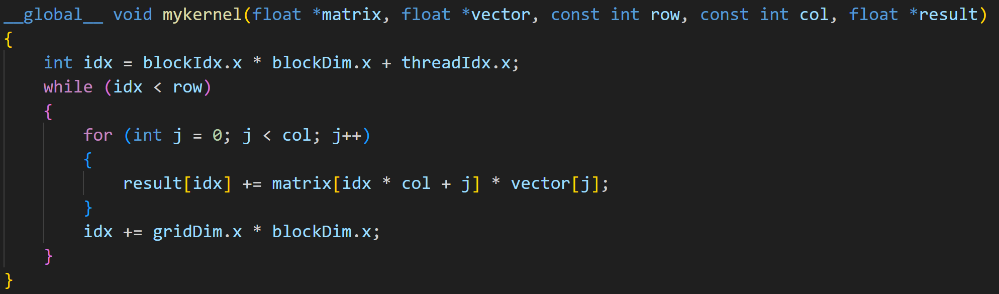 __global__ void mykernel(float *matrix, float *vector, const int row, const int col, float *result)
{
    int idx = blockIdx.x * blockDim.x + threadIdx.x;
    while (idx < row)
    {
        for (int j = 0; j < col; j++)
        {
            result[idx] += matrix[idx * col + j] * vector[j];
        }
        idx += gridDim.x * blockDim.x;
    }
}